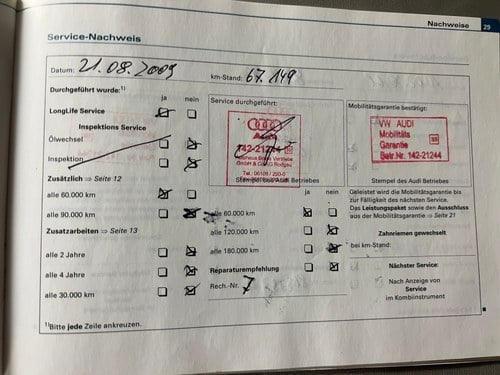 Nachweise 29
Service-Nachweis
Datum: 21.08.2009 km-Stand: 67.149
Durchgeführt wurde:¹)
ja nein
LongLife Service
Inspektions Service
Ölwechsel
Inspektion
Zusätzlich ⇒ Seite 12
alle 60.000 km
alle 90.000 km
Zusatzarbeiten ⇒ Seite 13
alle 2 Jahre
alle 4 Jahre
alle 30.000 km
¹)Bitte jede Zeile ankreuzen.
Service durchgeführt:
142-21244
GmbH & Co KG Rodgau
Stempel Audi Betriebes
ja nein
alle 60.000 km
alle 120.000 km
alle 180.000 km
Reparaturempfehlung
Rech.-Nr.
Mobilitätsgarantie bestätigt:
VW AUDI
Mobilitäts
Garantie
Betr.Nr. 142-21244
Stempel des Audi Betriebes
Geleistet wird die Mobilitätsgarantie bis
zur Fälligkeit des nächsten Service.
Das Leistungspaket sowie den Ausschluss
aus der Mobilitätsgarantie ⇒ Seite 21
Zahnriemen gewechselt
bei km-Stand:
Nächster Service:
Nach Anzeige von
Service
im Kombiinstrument